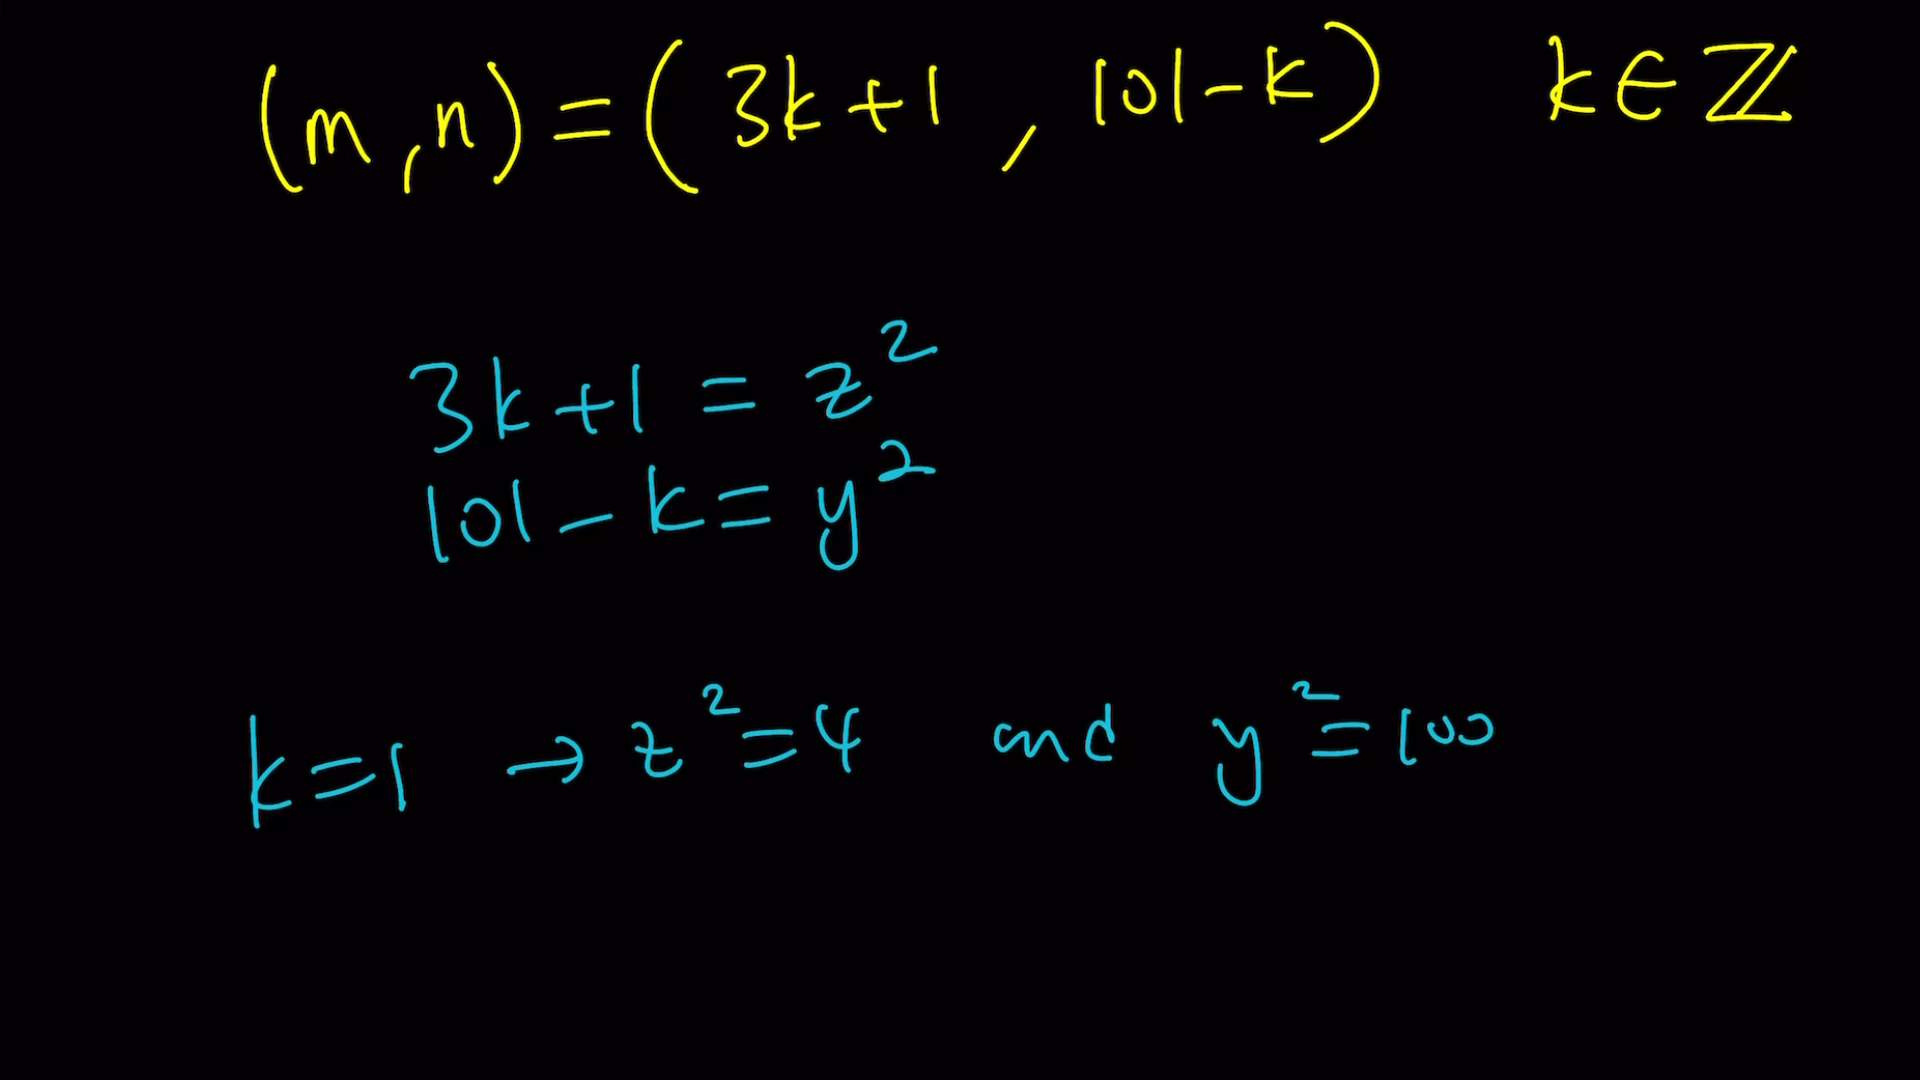 (m,n)=(3k+1, 101-k) k∈ℤ
3k+1=z²
101-k=y²
k=1 →z²=4 and y²=100